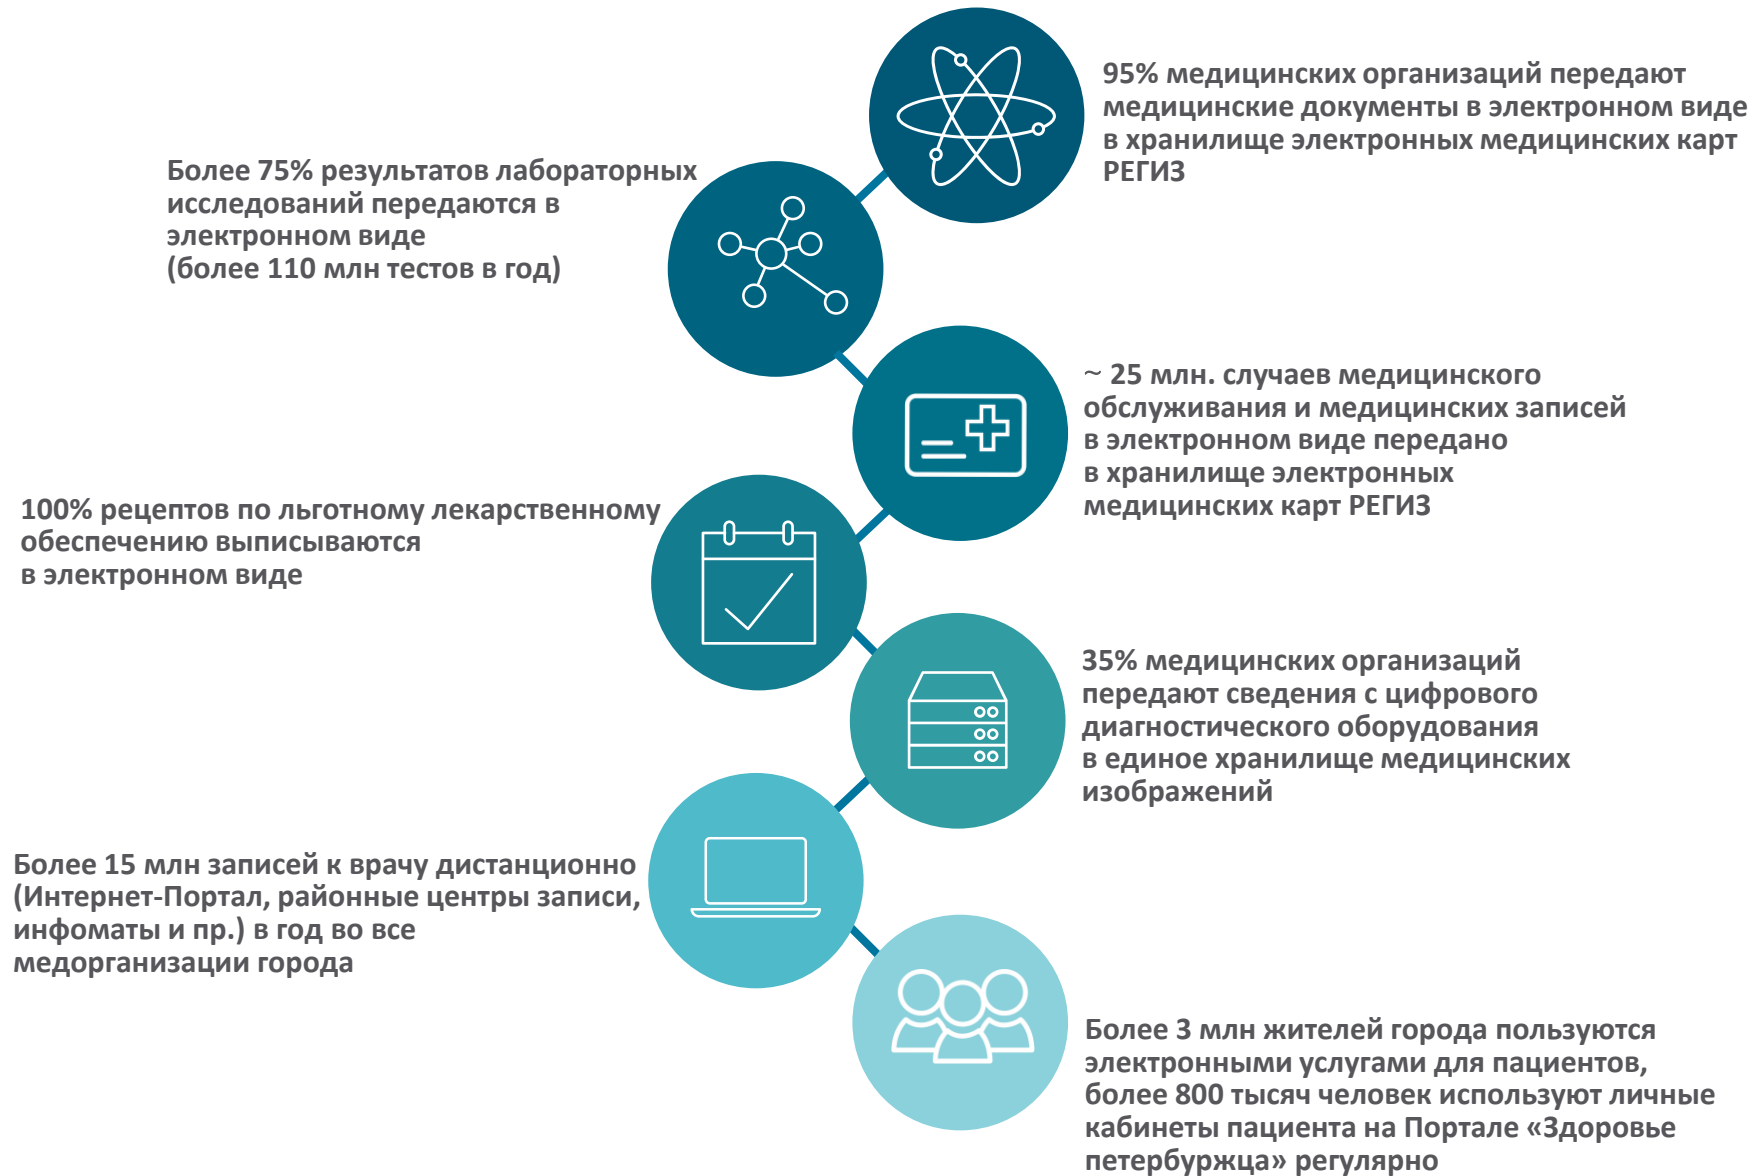 95% медицинских организаций передают
медицинские документы в электронном виде
в хранилище электронных медицинских карт
РЕГИЗ
Более 75% результатов лабораторных
исследований передаются в
электронном виде
(более 110 млн тестов в год)
~ 25 млн. случаев медицинского
обслуживания и медицинских записей
в электронном виде передано
в хранилище электронных
медицинских карт РЕГИЗ
100% рецептов по льготному лекарственному
обеспечению выписываются
в электронном виде
35% медицинских организаций
передают сведения с цифрового
диагностического оборудования
в единое хранилище медицинских
изображений
Более 15 млн записей к врачу дистанционно
(Интернет-Портал, районные центры записи,
инфоматы и пр.) в год во все
медорганизации города
Более 3 млн жителей города пользуются
электронными услугами для пациентов,
более 800 тысяч человек используют личные
кабинеты пациента на Портале «Здоровье
петербуржца» регулярно